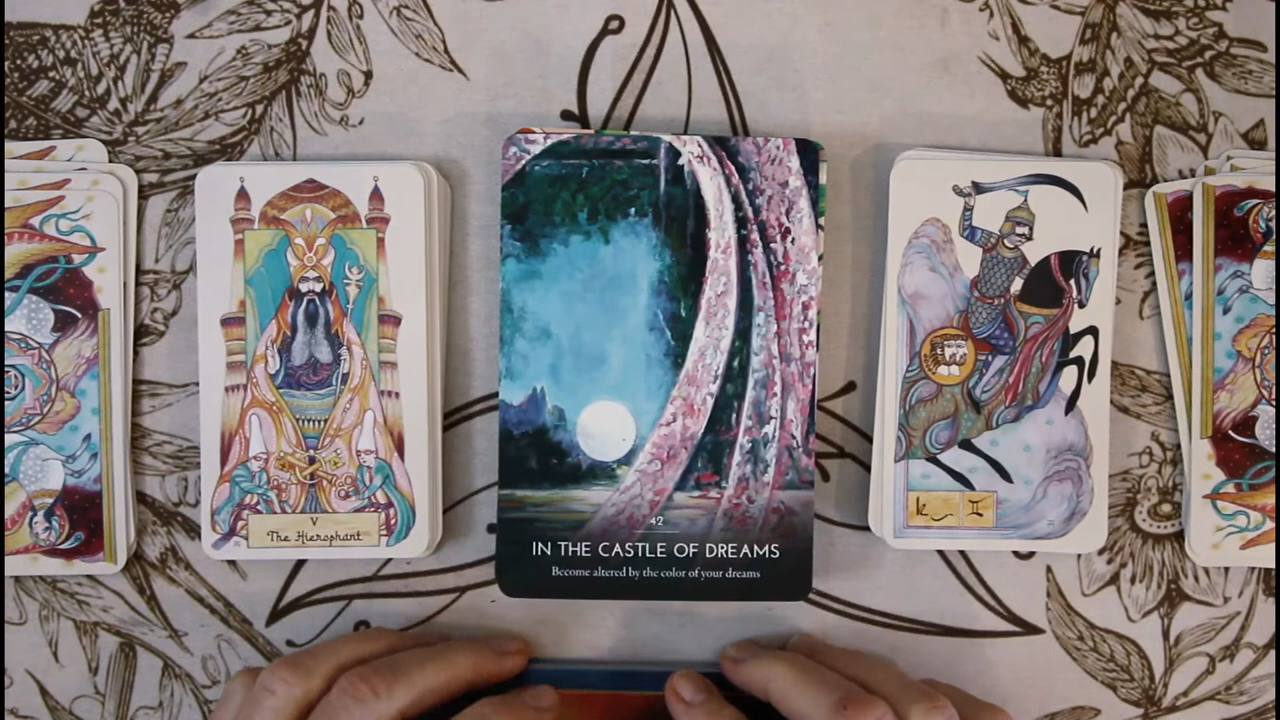 V
The Hierophant
42
IN THE CASTLE OF DREAMS
Become altered by the color of your dreams